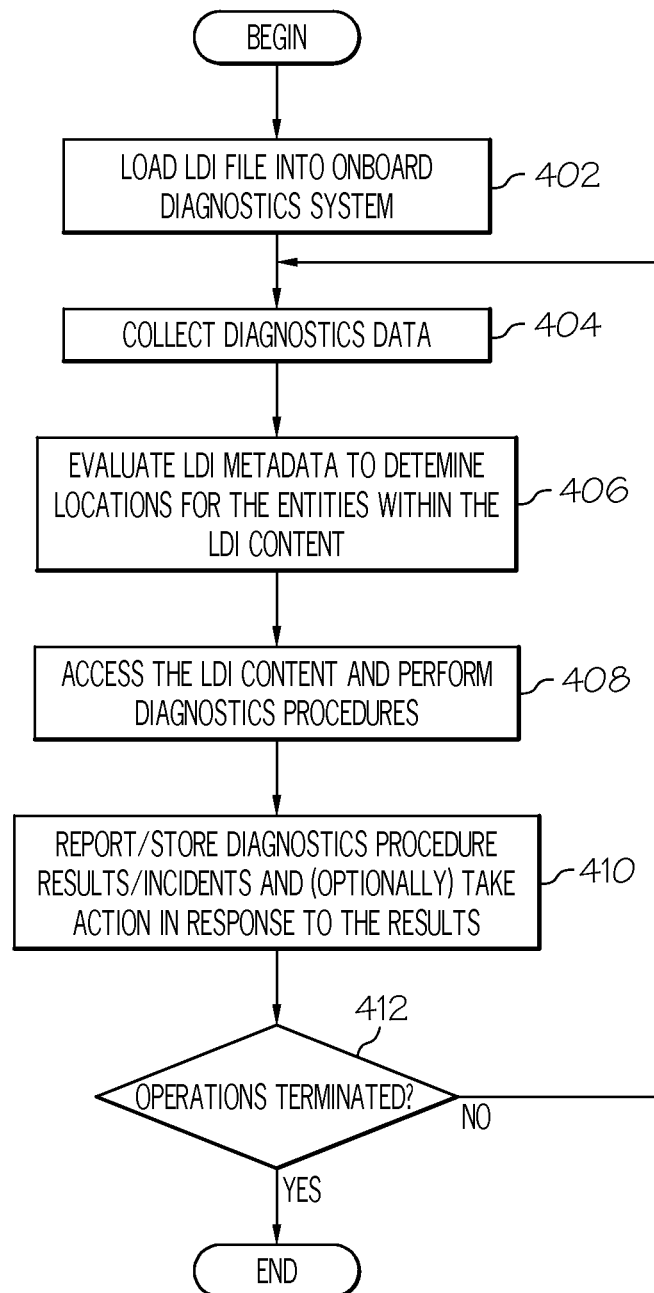 BEGIN
LOAD LDI FILE INTO ONBOARD
DIAGNOSTICS SYSTEM
402
COLLECT DIAGNOSTICS DATA
404
EVALUATE LDI METADATA TO DETEMINE
LOCATIONS FOR THE ENTITIES WITHIN THE
LDI CONTENT
406
ACCESS THE LDI CONTENT AND PERFORM
DIAGNOSTICS PROCEDURES
408
REPORT/STORE DIAGNOSTICS PROCEDURE
RESULTS/INCIDENTS AND (OPTIONALLY) TAKE
ACTION IN RESPONSE TO THE RESULTS
410
412
OPERATIONS TERMINATED?
NO
YES
END